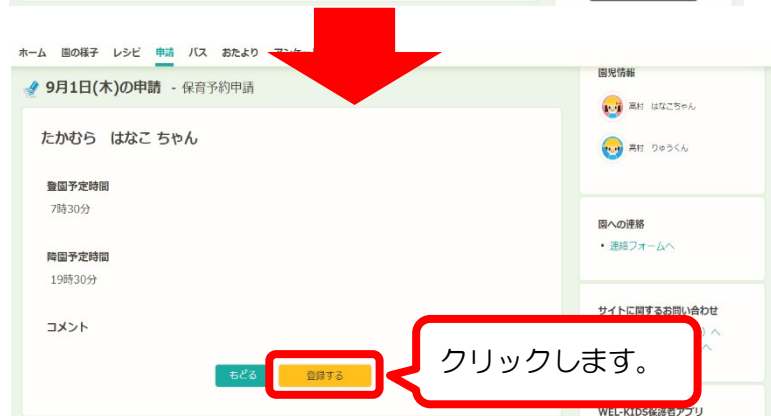 ホーム 園の様子 レシピ 申請 バス おたより アンケ
9月1日(木)の申請 - 保育予約申請
たかむら はなこ ちゃん
登園予定時間
7時30分
降園予定時間
19時30分
コメント
もどる 登録する
クリックします。
園児情報
高村 はなこちゃん
高村 りゅうくん
園への連絡
・連絡フォームへ
サイトに関するお問い合わせ
) へ
へ
WEL-KIDS保護者アプリ